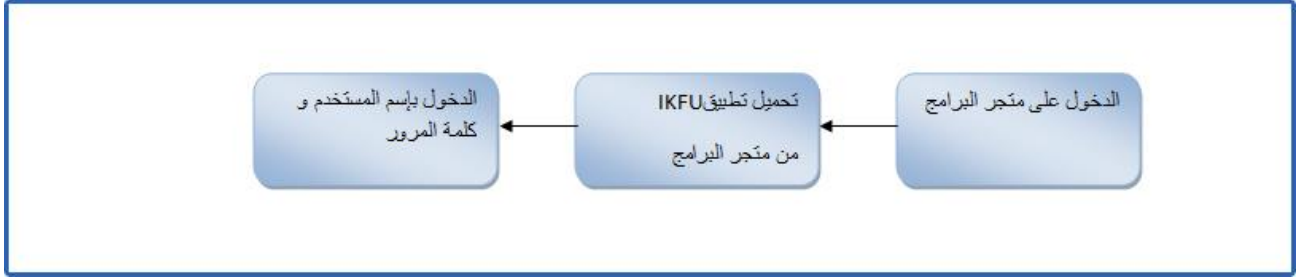 الدخول على متجر البرامج
تحميل تطبيقIKFU
من متجر البرامج
الدخول بإسم المستخدم و
كلمة المرور